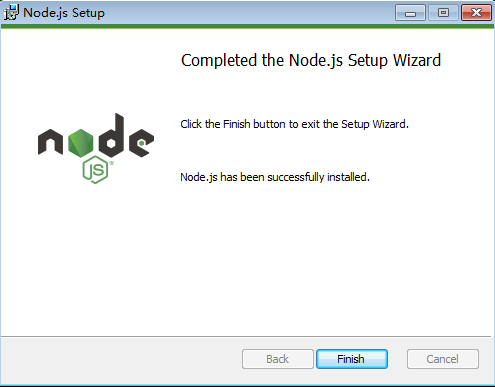 Node.js Setup
Completed the Node.js Setup Wizard
Click the Finish button to exit the Setup Wizard.
node
JS
®
Node.js has been successfully installed.
Back
Finish
Cancel